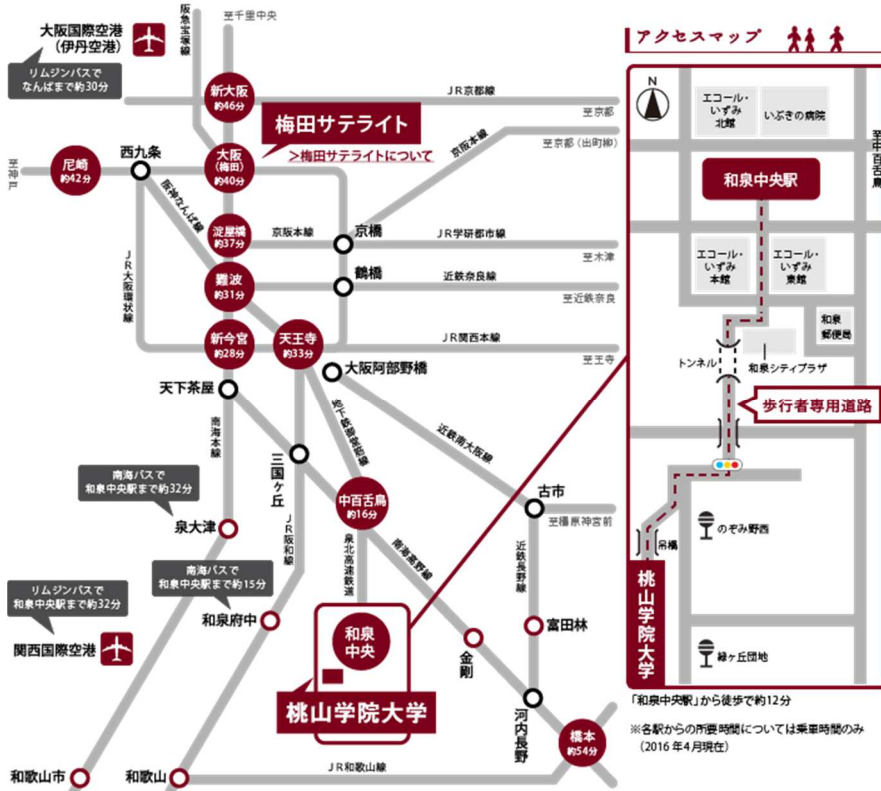 大阪国際空港
（伊丹空港）
リムジンバスで
なんばまで約30分
阪急宝塚線
至千里中央
新大阪
約46分
JR京都線
至京都
梅田サテライト
>梅田サテライトについて
京阪本線
至京都（出町柳）
至神戸
尼崎
約42分
西九条
大阪
（梅田）
約40分
阪神なんば線
淀屋橋
約37分
京阪本線
京橋
JR学研都市線
至木津
JR大阪環状線
難波
約31分
鶴橋
近鉄奈良線
至近鉄奈良
新今宮
約28分
天王寺
約33分
JR関西本線
至王寺
天下茶屋
大阪阿部野橋
南海本線
地下鉄御堂筋線
近鉄南大阪線
三国ヶ丘
南海バスで
和泉中央駅まで約32分
泉大津
中百舌鳥
約16分
古市
至橿原神宮前
JR阪和線
泉北高速鉄道
南海高野線
近鉄長野線
南海バスで
和泉中央駅まで約15分
リムジンバスで
和泉中央駅まで約32分
和泉府中
関西国際空港
和泉
中央
富田林
金剛
桃山学院大学
河内長野
橋本
約54分
和歌山市
和歌山
JR和歌山線
アクセスマップ
N
エコール・
いずみ
北館
いぶきの病院
至中百舌鳥
和泉中央駅
エコール・
いずみ
本館
エコール・
いずみ
東館
和泉
郵便局
トンネル
和泉シティプラザ
歩行者専用道路
のぞみ野西
吊橋
桃山学院大学
緑ヶ丘団地
「和泉中央駅」から徒歩で約12分
※各駅からの所要時間については乗車時間のみ
（2016年4月現在）